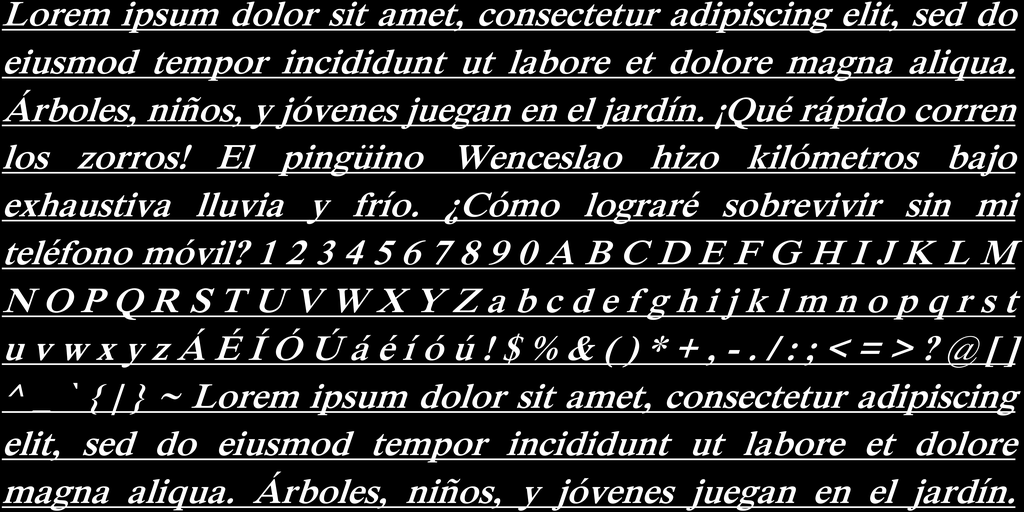 Lorem ipsum dolor sit amet, consectetur adipiscing elit, sed do
eiusmod tempor incididunt ut labore et dolore magna aliqua.
Árboles, niños, y jóvenes juegan en el jardín. ¡Qué rápido corren
los zorros! El pingüino Wenceslao hizo kilómetros bajo
exhaustiva lluvia y frío. ¿Cómo lograré sobrevivir sin mi
teléfono móvil? 1 2 3 4 5 6 7 8 9 0 A B C D E F G H I J K L M
N O P Q R S T U V W X Y Z a b c d e f g h i j k l m n o p q r s t
u v w x y z Á É Í Ó Ú á é í ó ú ! $ % & ( ) * + , - . / : ; < = > ? @ [ ]
^ _ ` { | } ~ Lorem ipsum dolor sit amet, consectetur adipiscing
elit, sed do eiusmod tempor incididunt ut labore et dolore
magna aliqua. Árboles, niños, y jóvenes juegan en el jardín.